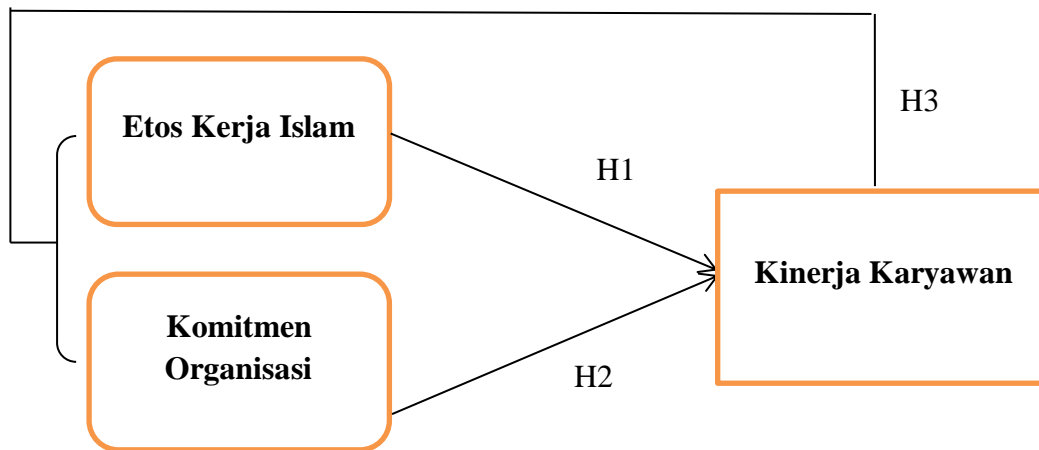 Etos Kerja Islam
H3
H1
Kinerja Karyawan
Komitmen
Organisasi
H2